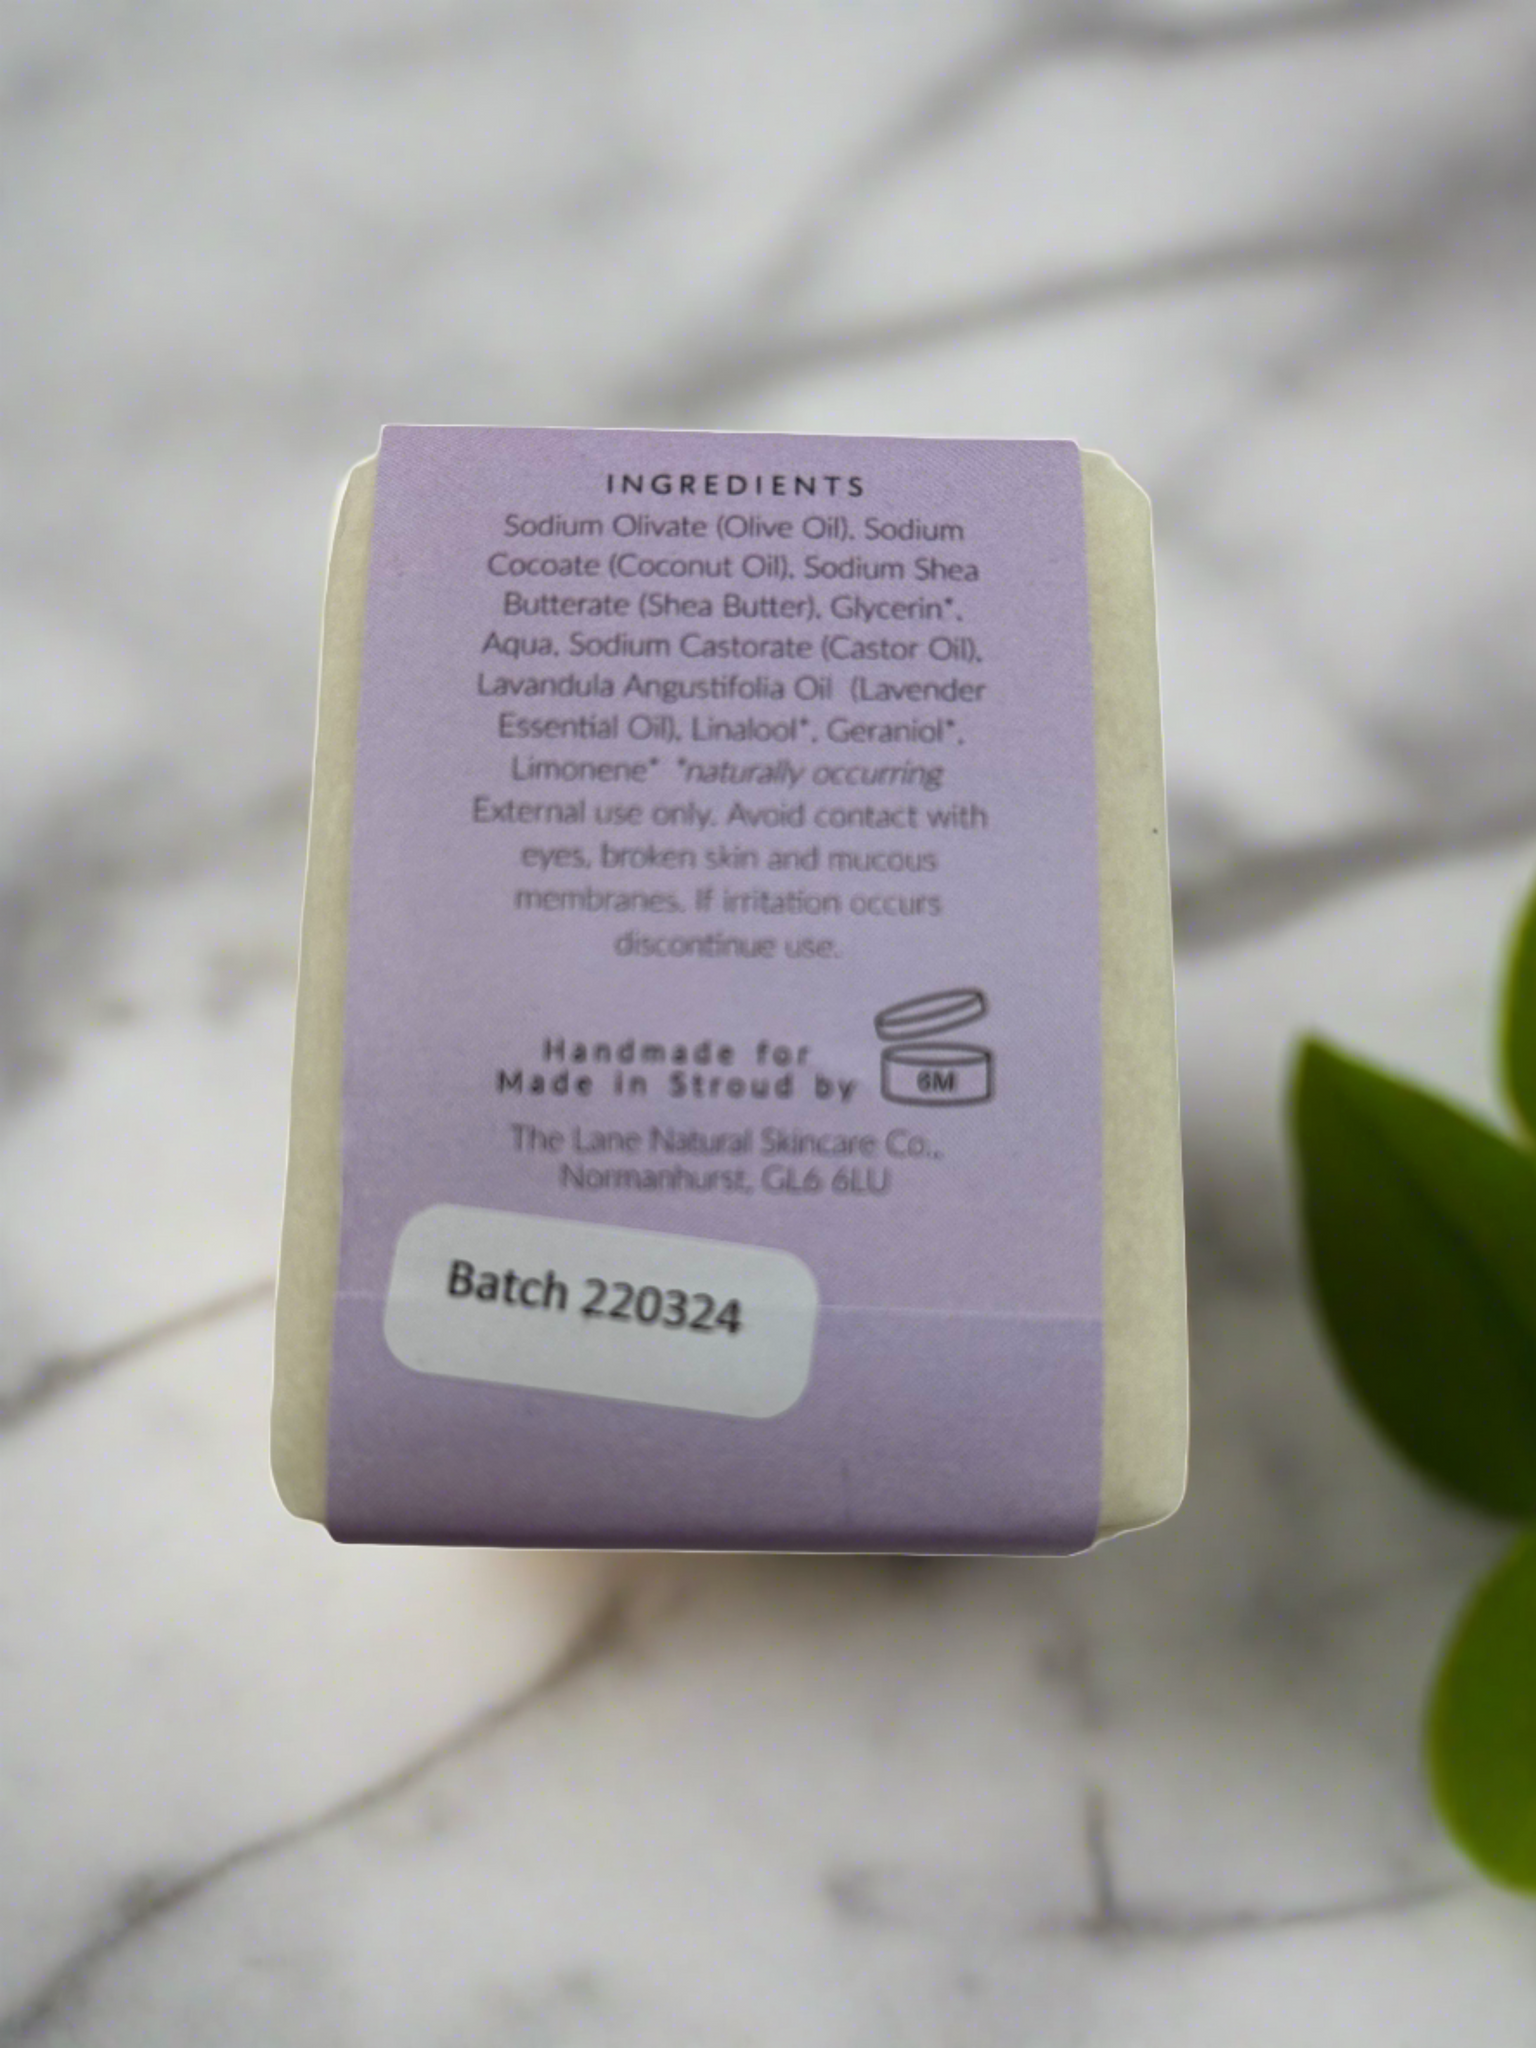 INGREDIENTS
Sodium Olivate (Olive Oil), Sodium
Cocoate (Coconut Oil), Sodium Shea
Butterate (Shea Butter), Glycerin*,
Aqua, Sodium Castorate (Castor Oil),
Lavandula Angustifolia Oil (Lavender
Essential Oil), Linalool*, Geraniol*,
Limonene* *naturally occurring
External use only. Avoid contact with
eyes, broken skin and mucous
membranes. If irritation occurs
discontinue use.
Handmade for
Made in Stroud by
6M
The Lane Natural Skincare Co.,
Normanhurst, GL6 6LU
Batch 220324